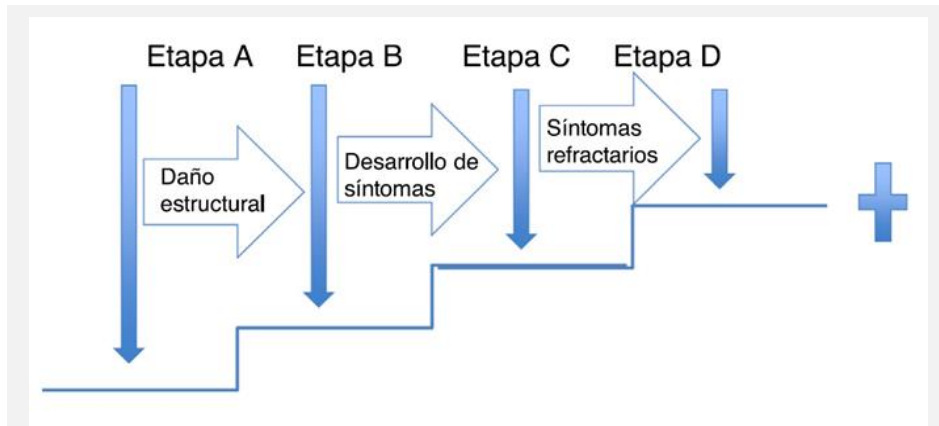 Etapa A
Etapa B
Etapa C
Etapa D
Daño
estructural
Desarrollo de
síntomas
Síntomas
refractarios